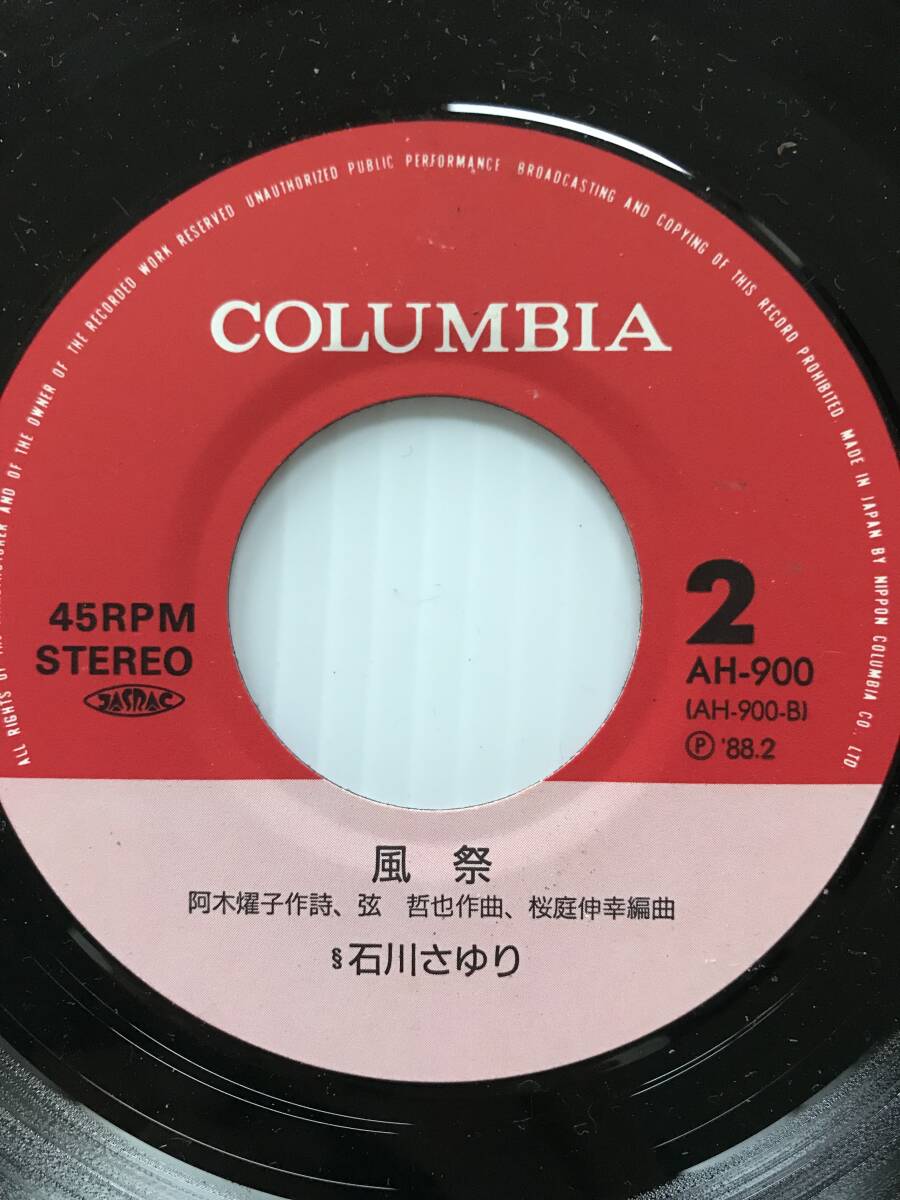 ALL RIGHTS OF THE MANUFACTURER AND OF THE OWNER OF THE RECORDED WORK RESERVED UNAUTHORIZED PUBLIC PERFORMANCE BROADCASTING AND COPYING OF THIS RECORD PROHIBITED. MADE IN JAPAN BY NIPPON COLUMBIA CO., LTD.
COLUMBIA
45RPM
STEREO
JASRAC
2
AH-900
(AH-900-B)
Ⓟ '88.2
風 祭
阿木燿子作詩、弦 哲也作曲、桜庭伸幸編曲
§石川さゆり